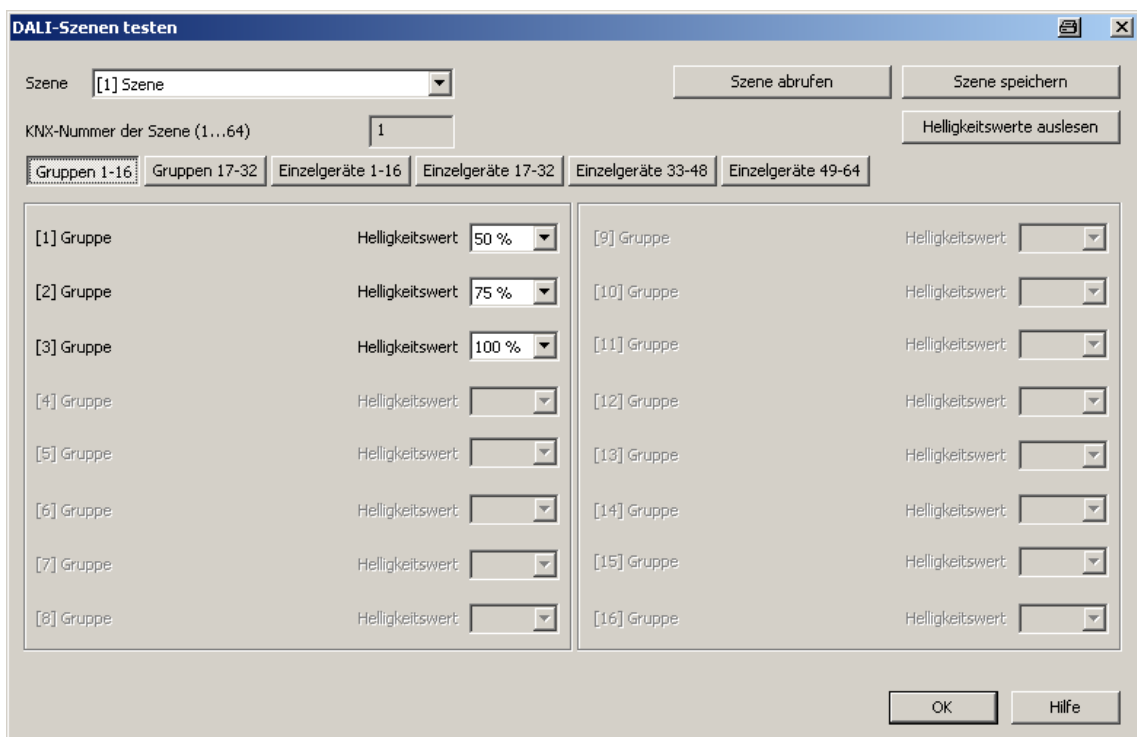 DALI-Szenen testen
Szene [1] Szene Szene abrufen Szene speichern
KNX-Nummer der Szene (1...64) 1 Helligkeitswerte auslesen
Gruppen 1-16 Gruppen 17-32 Einzelgeräte 1-16 Einzelgeräte 17-32 Einzelgeräte 33-48 Einzelgeräte 49-64
[1] Gruppe Helligkeitswert 50 % [9] Gruppe Helligkeitswert
[2] Gruppe Helligkeitswert 75 % [10] Gruppe Helligkeitswert
[3] Gruppe Helligkeitswert 100 % [11] Gruppe Helligkeitswert
[4] Gruppe Helligkeitswert [12] Gruppe Helligkeitswert
[5] Gruppe Helligkeitswert [13] Gruppe Helligkeitswert
[6] Gruppe Helligkeitswert [14] Gruppe Helligkeitswert
[7] Gruppe Helligkeitswert [15] Gruppe Helligkeitswert
[8] Gruppe Helligkeitswert [16] Gruppe Helligkeitswert
OK Hilfe